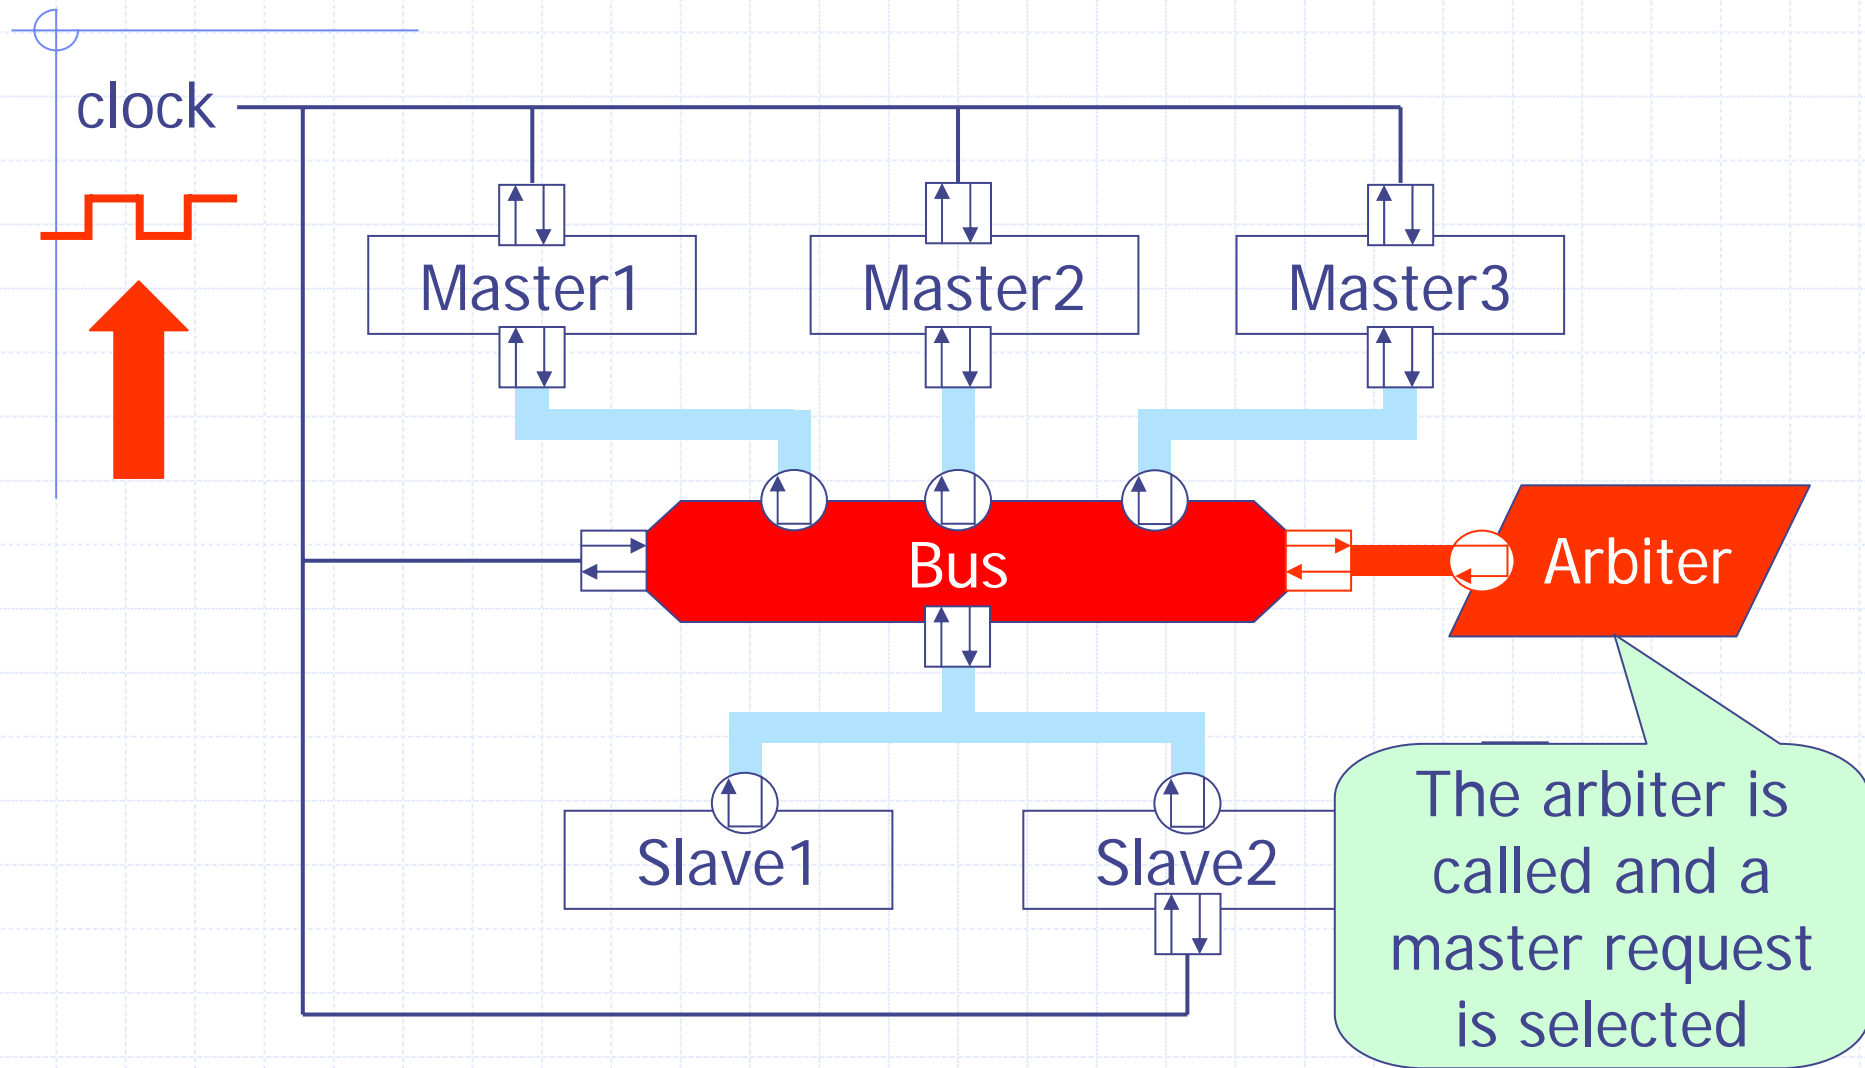 clock
Master1
Master2
Master3
Bus
Arbiter
Slave1
Slave2
The arbiter is
called and a
master request
is selected